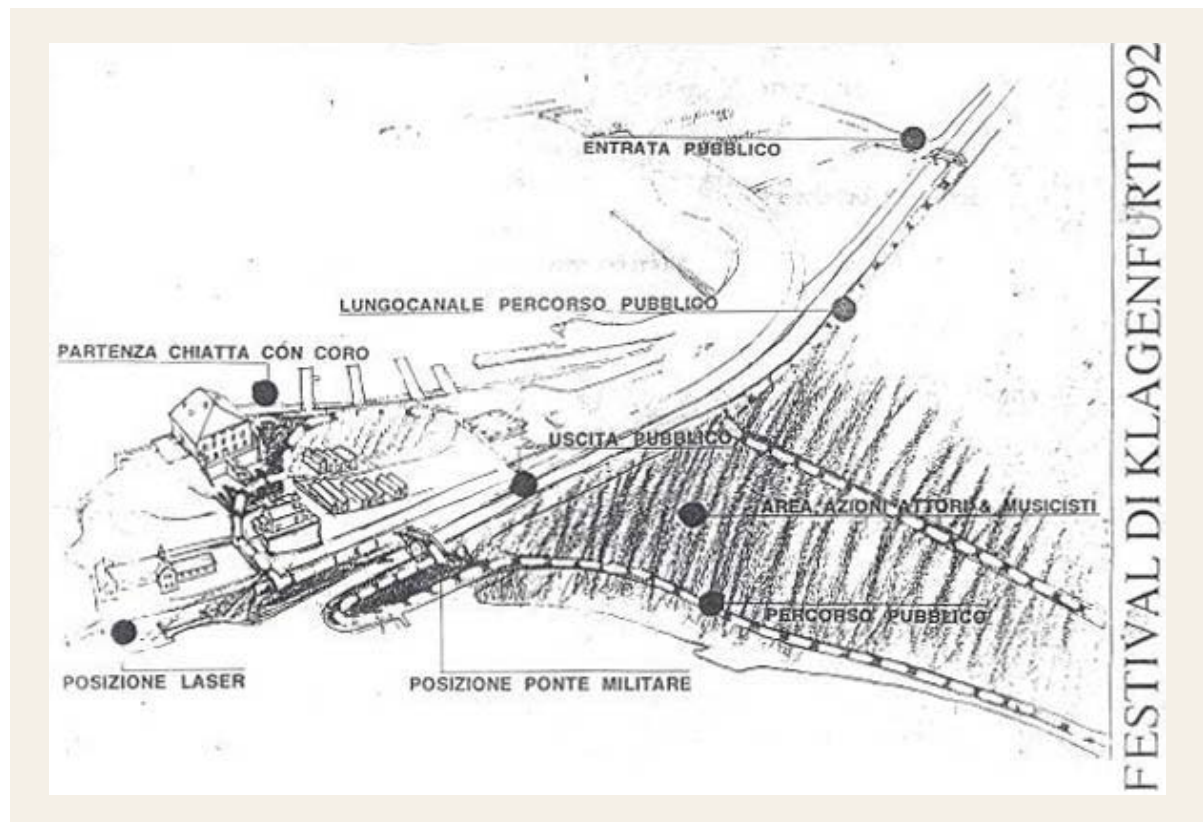 ENTRATA PUBBLICO
LUNGOCANALE PERCORSO PUBBLICO
PARTENZA CHIATTA CON CORO
USCITA PUBBLICO
AREA AZIONI ATTORI & MUSICISTI
PERCORSO PUBBLICO
POSIZIONE LASER
POSIZIONE PONTE MILITARE
FESTIVAL DI KLAGENFURT 1992